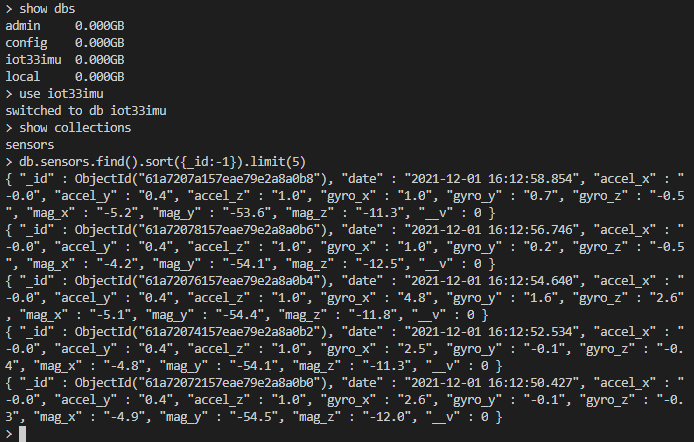 > show dbs
admin    0.000GB
config   0.000GB
iot33imu  0.000GB
local    0.000GB
> use iot33imu
switched to db iot33imu
> show collections
sensors
> db.sensors.find().sort({_id:-1}).limit(5)
{ "_id" : ObjectId("61a7207a157eae79e2a8a0b8"), "date" : "2021-12-01 16:12:58.854", "accel_x" : "
-0.0", "accel_y" : "0.4", "accel_z" : "1.0", "gyro_x" : "1.0", "gyro_y" : "0.7", "gyro_z" : "-0.5
", "mag_x" : "-5.2", "mag_y" : "-53.6", "mag_z" : "-11.3", "__v" : 0 }
{ "_id" : ObjectId("61a72078157eae79e2a8a0b6"), "date" : "2021-12-01 16:12:56.746", "accel_x" : "
-0.0", "accel_y" : "0.4", "accel_z" : "1.0", "gyro_x" : "1.0", "gyro_y" : "0.2", "gyro_z" : "-0.5
", "mag_x" : "-4.2", "mag_y" : "-54.1", "mag_z" : "-12.5", "__v" : 0 }
{ "_id" : ObjectId("61a72076157eae79e2a8a0b4"), "date" : "2021-12-01 16:12:54.640", "accel_x" : "
-0.0", "accel_y" : "0.4", "accel_z" : "1.0", "gyro_x" : "4.8", "gyro_y" : "1.6", "gyro_z" : "2.6"
, "mag_x" : "-5.1", "mag_y" : "-54.4", "mag_z" : "-11.8", "__v" : 0 }
{ "_id" : ObjectId("61a72074157eae79e2a8a0b2"), "date" : "2021-12-01 16:12:52.534", "accel_x" : "
-0.0", "accel_y" : "0.4", "accel_z" : "1.0", "gyro_x" : "2.5", "gyro_y" : "-0.1", "gyro_z" : "-0.
4", "mag_x" : "-4.8", "mag_y" : "-54.1", "mag_z" : "-11.3", "__v" : 0 }
{ "_id" : ObjectId("61a72072157eae79e2a8a0b0"), "date" : "2021-12-01 16:12:50.427", "accel_x" : "
-0.0", "accel_y" : "0.4", "accel_z" : "1.0", "gyro_x" : "2.6", "gyro_y" : "-0.1", "gyro_z" : "-0.
3", "mag_x" : "-4.9", "mag_y" : "-54.5", "mag_z" : "-12.0", "__v" : 0 }
>